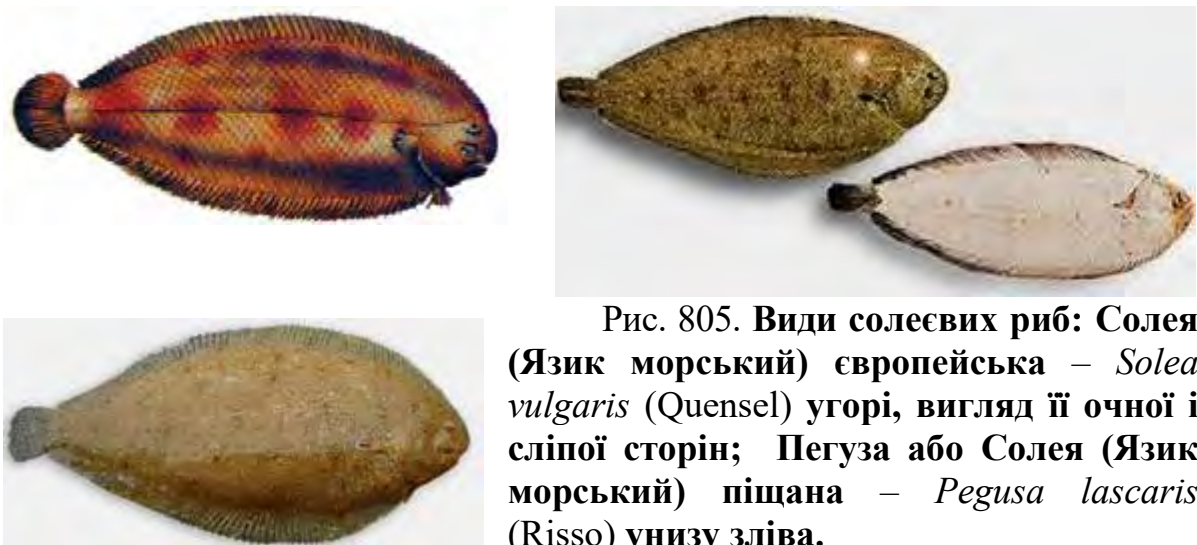 Рис. 805. Види солеєвих риб: Солея
(Язик морський) європейська – Solea
vulgaris (Quensel) угорі, вигляд її очної і
сліпої сторін; Пегуза або Солея (Язик
морський) піщана – Pegusa lascaris
(Risso) унизу зліва.